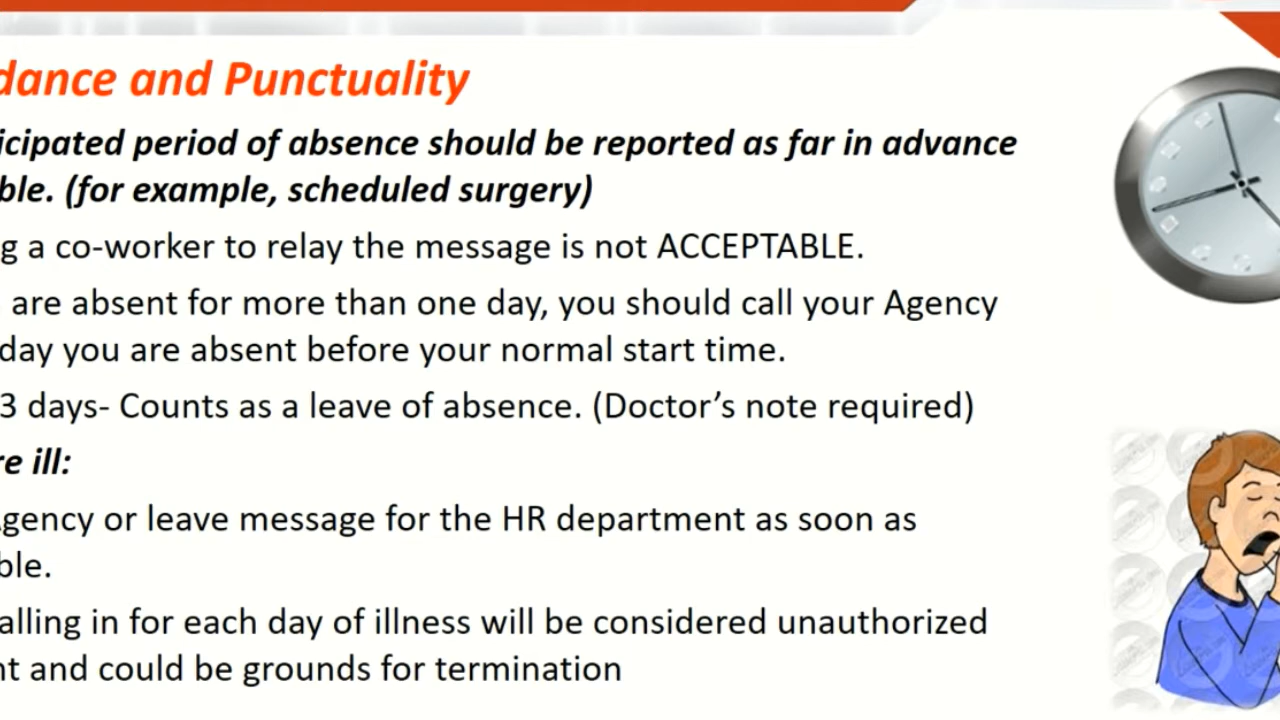 dance and Punctuality
icipated period of absence should be reported as far in advance
ble. (for example, scheduled surgery)
g a co-worker to relay the message is not ACCEPTABLE.
are absent for more than one day, you should call your Agency
day you are absent before your normal start time.
3 days- Counts as a leave of absence. (Doctor’s note required)
re ill:
Agency or leave message for the HR department as soon as
ble.
alling in for each day of illness will be considered unauthorized
nt and could be grounds for termination